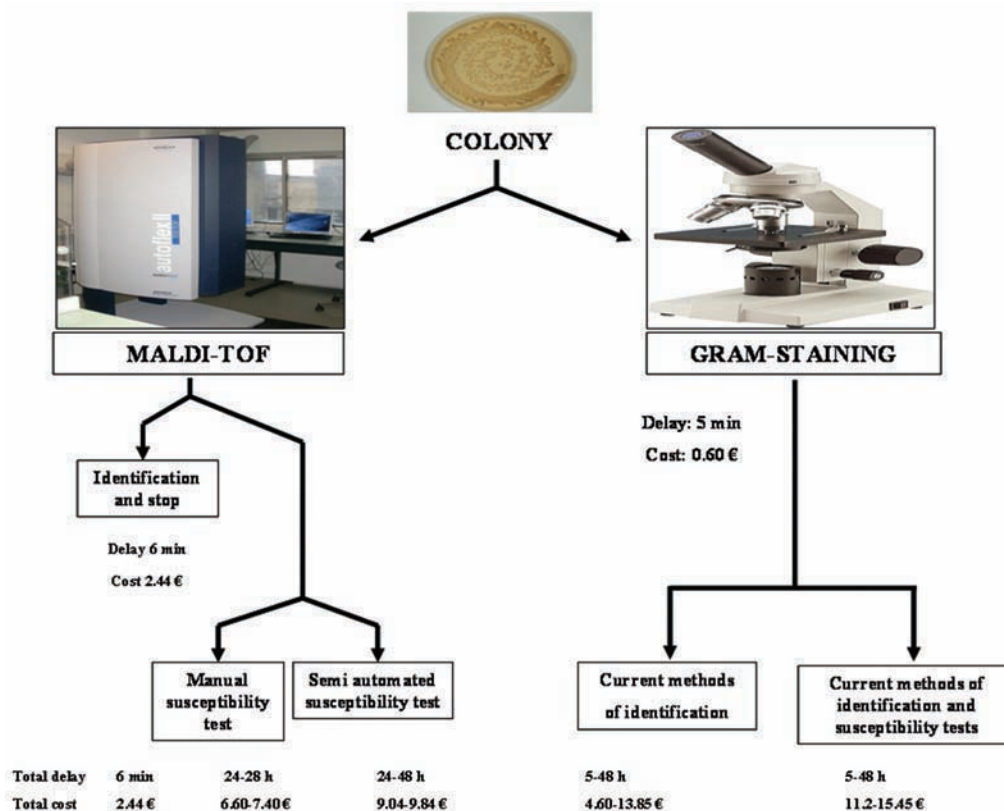 COLONY
autoflex II
MALDI-TOF
GRAM-STAINING
Delay: 5 min
Cost: 0.60 €
Identification
and stop
Delay 6 min
Cost 2.44 €
Manual
susceptibility
test
Semi automated
susceptibility test
Current methods
of identification
Current methods of
identification and
susceptibility tests
Total delay 6 min 24-28 h 24-48 h 5-48 h 5-48 h
Total cost 2.44 € 6.60-7.40 € 9.04-9.84 € 4.60-13.85 € 11.2-15.45 €